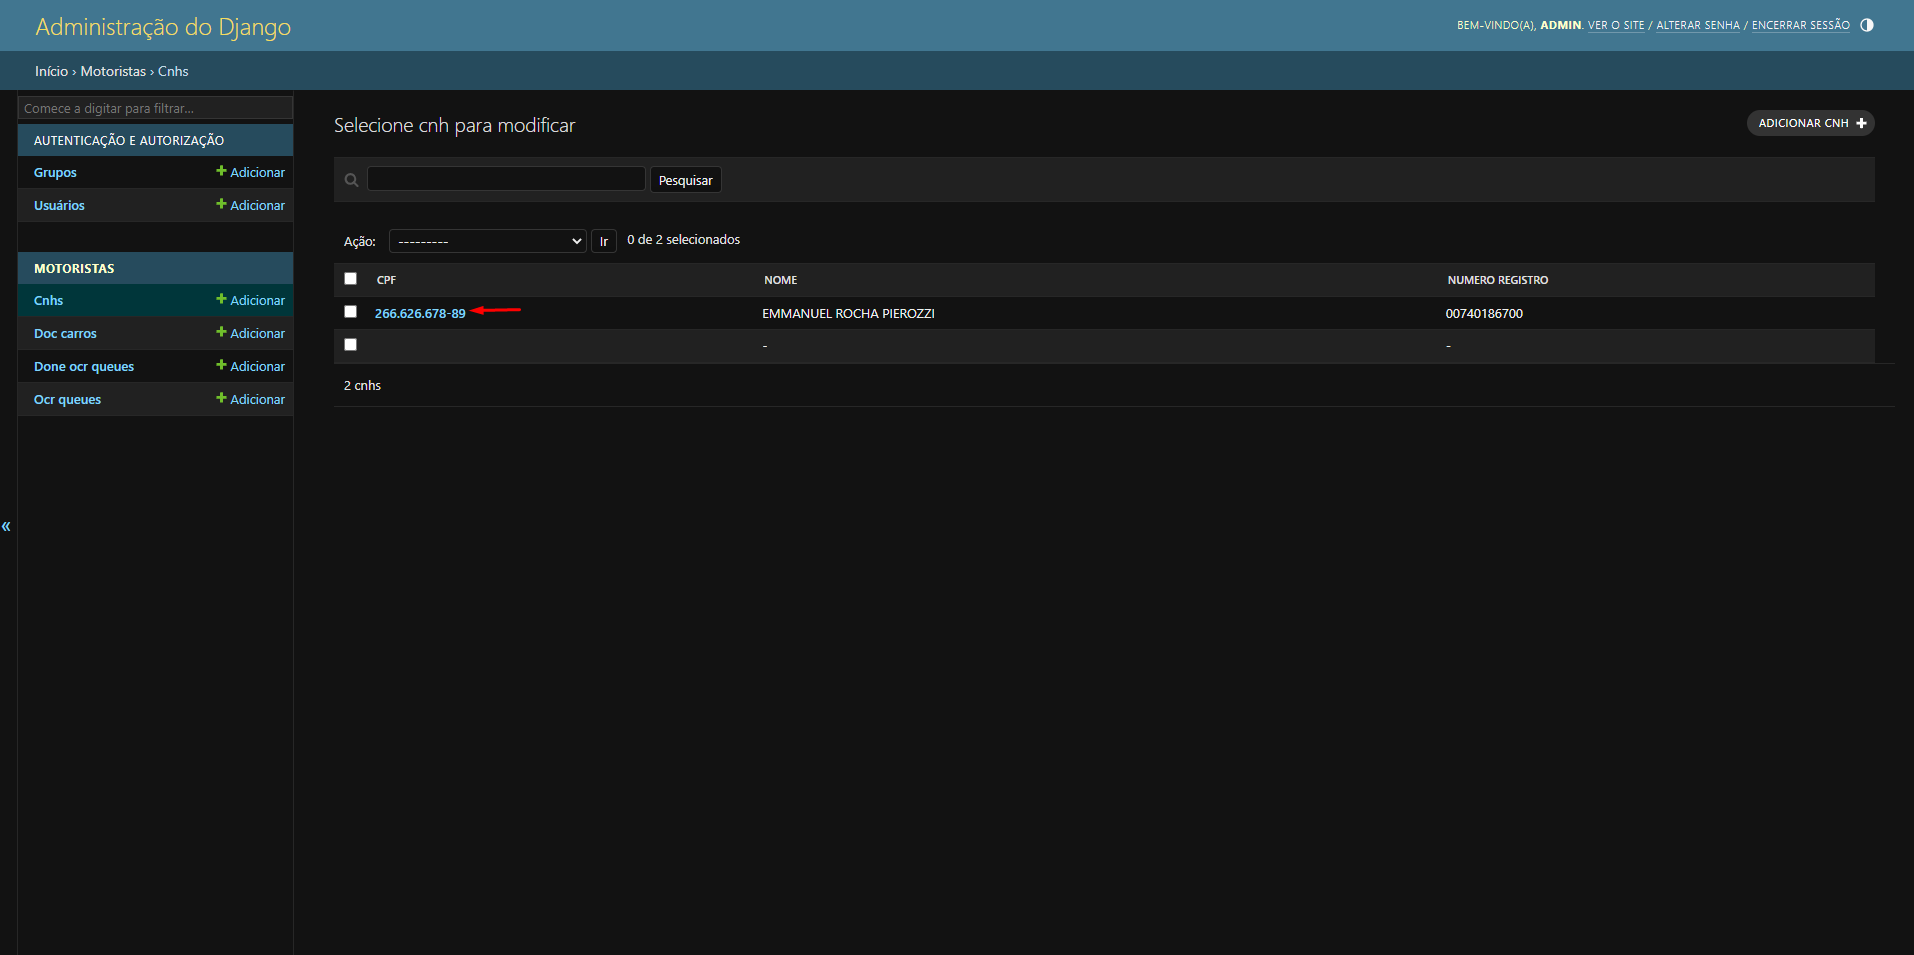 Administração do Django
BEM-VINDO(A), ADMIN. VER O SITE / ALTERAR SENHA / ENCERRAR SESSÃO
Início › Motoristas › Cnhs
Comece a digitar para filtrar...
AUTENTICAÇÃO E AUTORIZAÇÃO
Grupos + Adicionar
Usuários + Adicionar
MOTORISTAS
Cnhs + Adicionar
Doc carros + Adicionar
Done ocr queues + Adicionar
Ocr queues + Adicionar
«
Selecione cnh para modificar
ADICIONAR CNH +
Pesquisar
Ação: --------- Ir 0 de 2 selecionados
CPF NOME NUMERO REGISTRO
266.626.678-89 EMMANUEL ROCHA PIEROZZI 00740186700
- -
2 cnhs